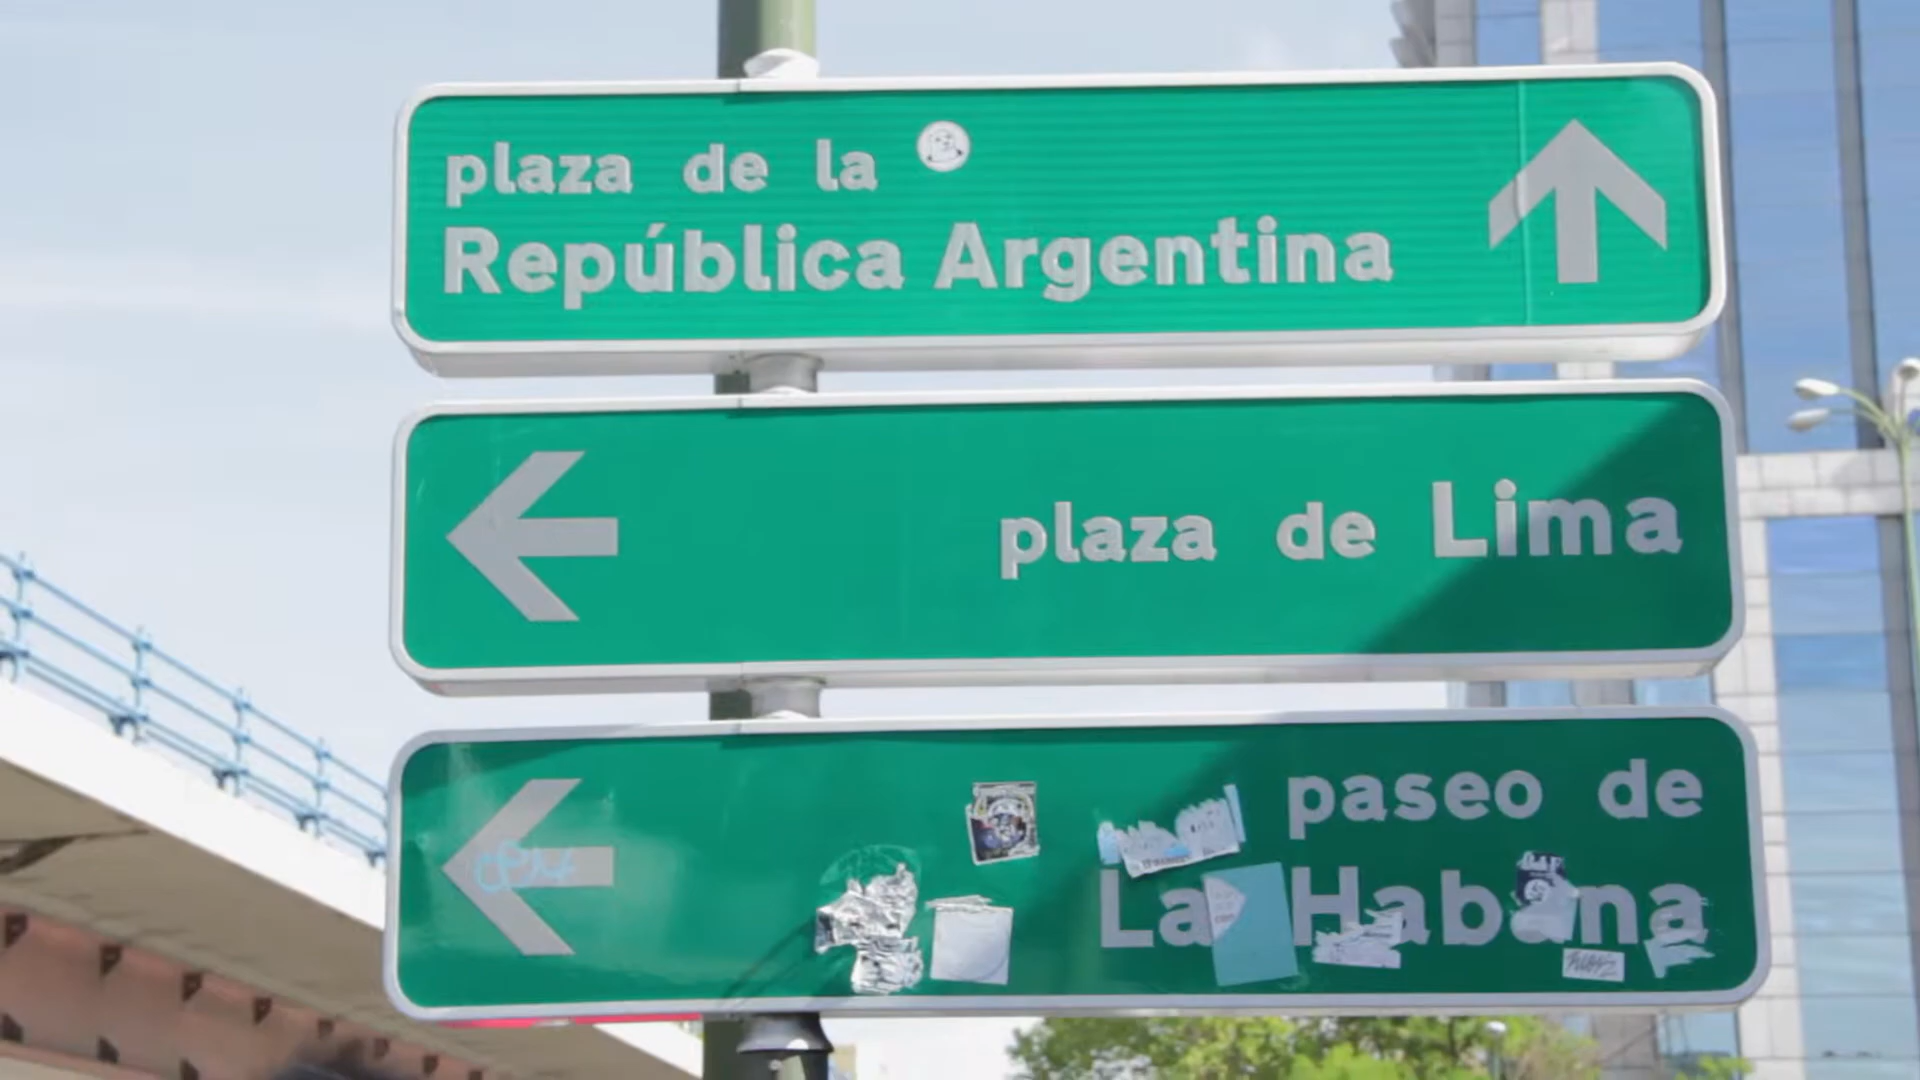 plaza de la
República Argentina
plaza de Lima
paseo de
La Habana